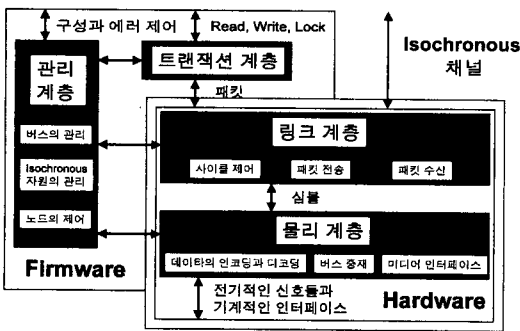 구성과 에러 제어
Read, Write, Lock
Isochronous
채널
관리
계층
트랜잭션 계층
패킷
버스의 관리
isochronous
자원의 관리
노드의 제어
Firmware
링크 계층
사이클 제어
패킷 전송
패킷 수신
심볼
물리 계층
데이타의 인코딩과 디코딩
버스 중재
미디어 인터페이스
전기적인 신호들과
기계적인 인터페이스
Hardware